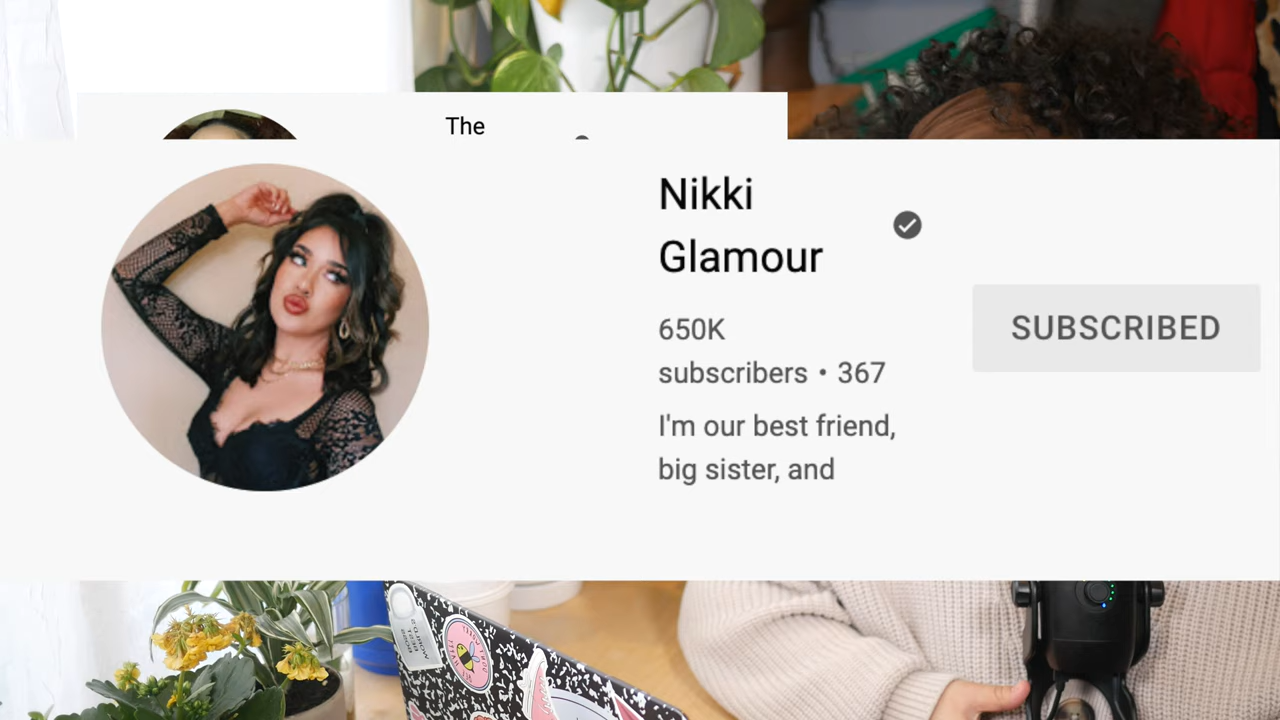 The
Nikki
Glamour
SUBSCRIBED
650K
subscribers • 367
I'm our best friend,
big sister, and